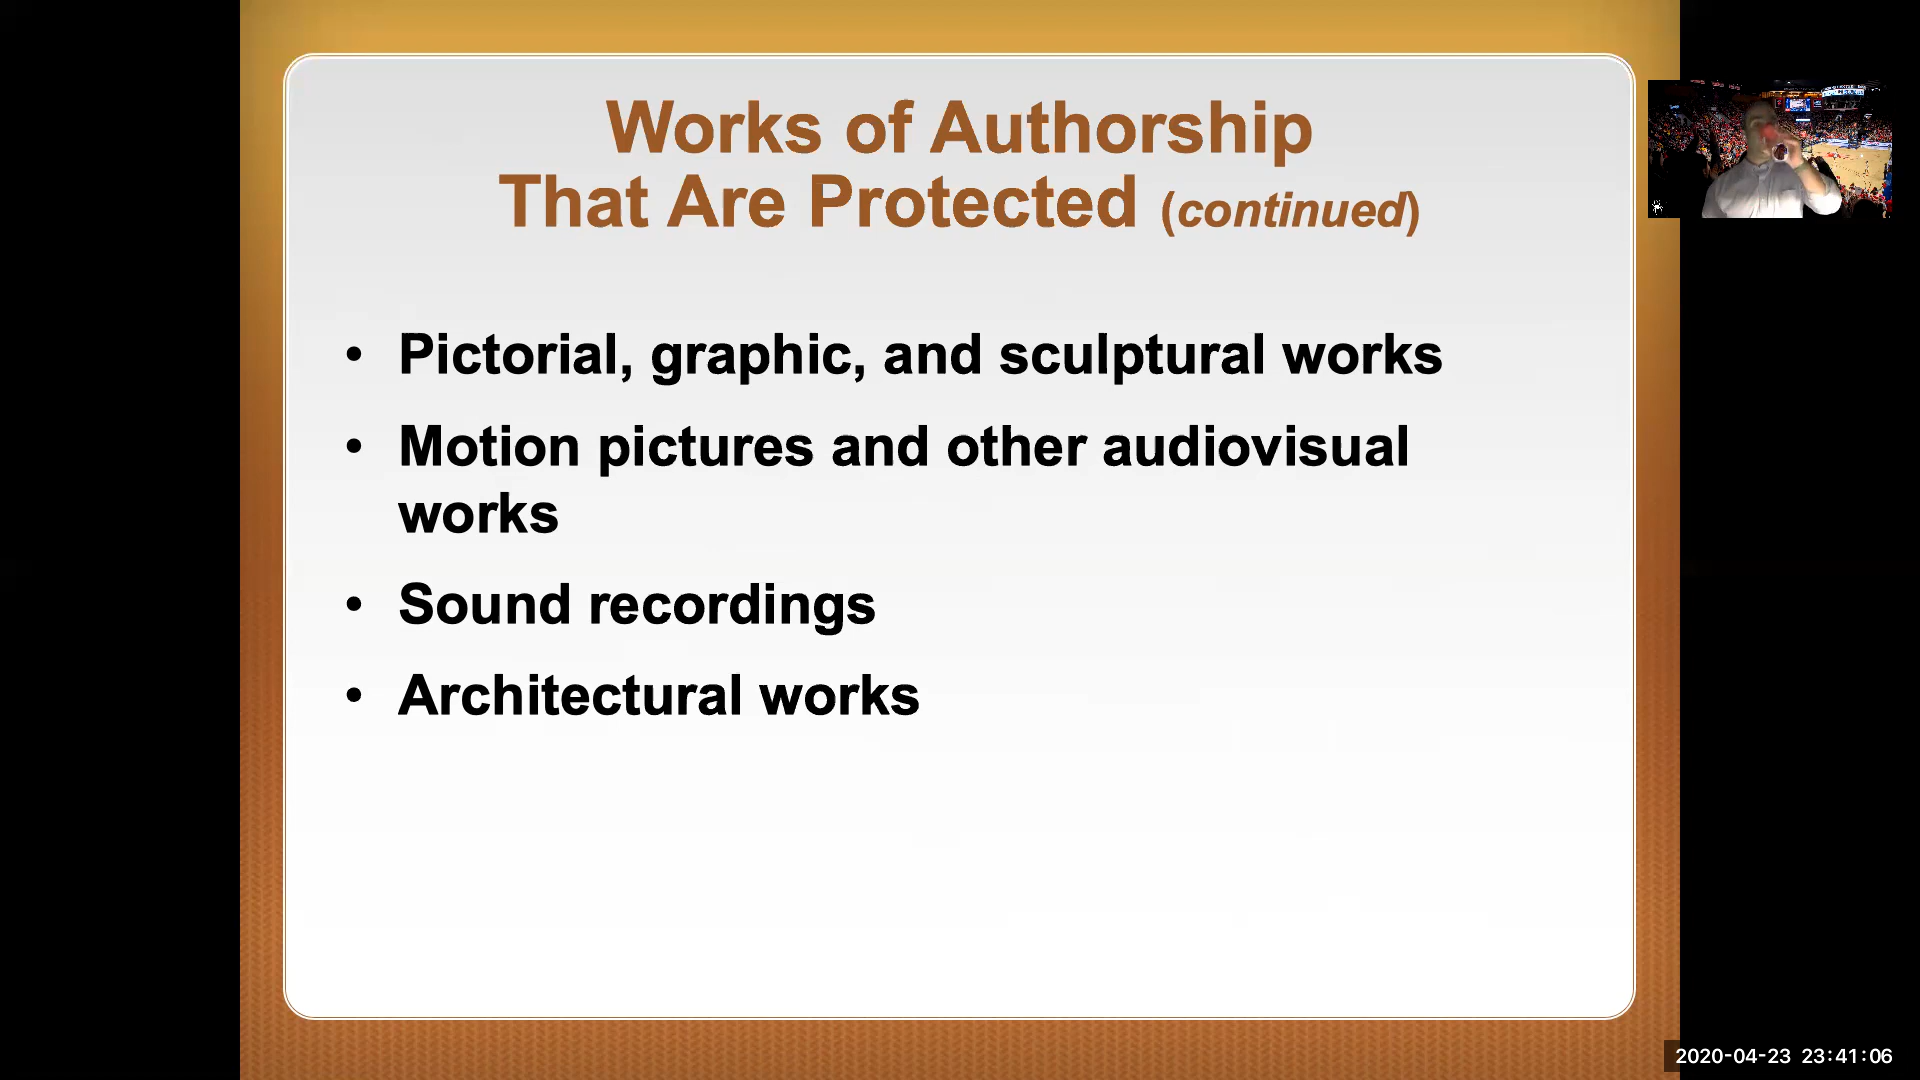 Works of Authorship
That Are Protected (continued)
• Pictorial, graphic, and sculptural works
• Motion pictures and other audiovisual
works
• Sound recordings
• Architectural works
2020-04-23 23:41:06